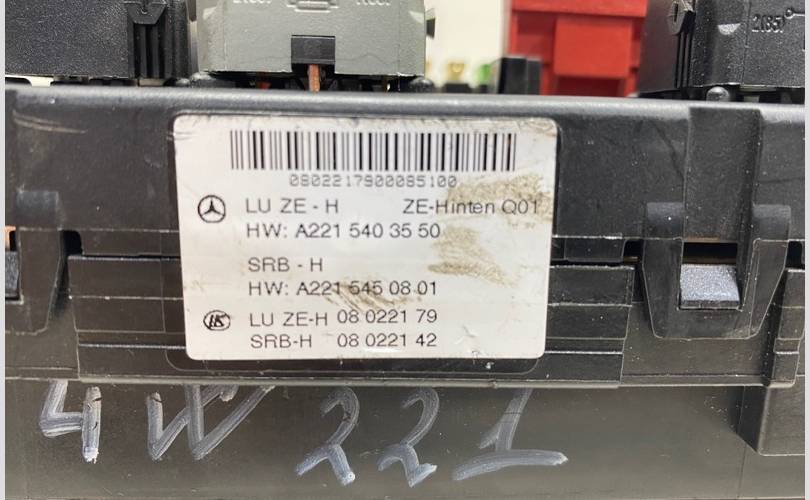 21857
0802217900085100
LU ZE - H ZE-Hinten Q01
HW: A221 540 35 50
SRB - H
HW: A221 545 08 01
LU ZE-H 08 0221 79
SRB-H 08 0221 42
4W 221